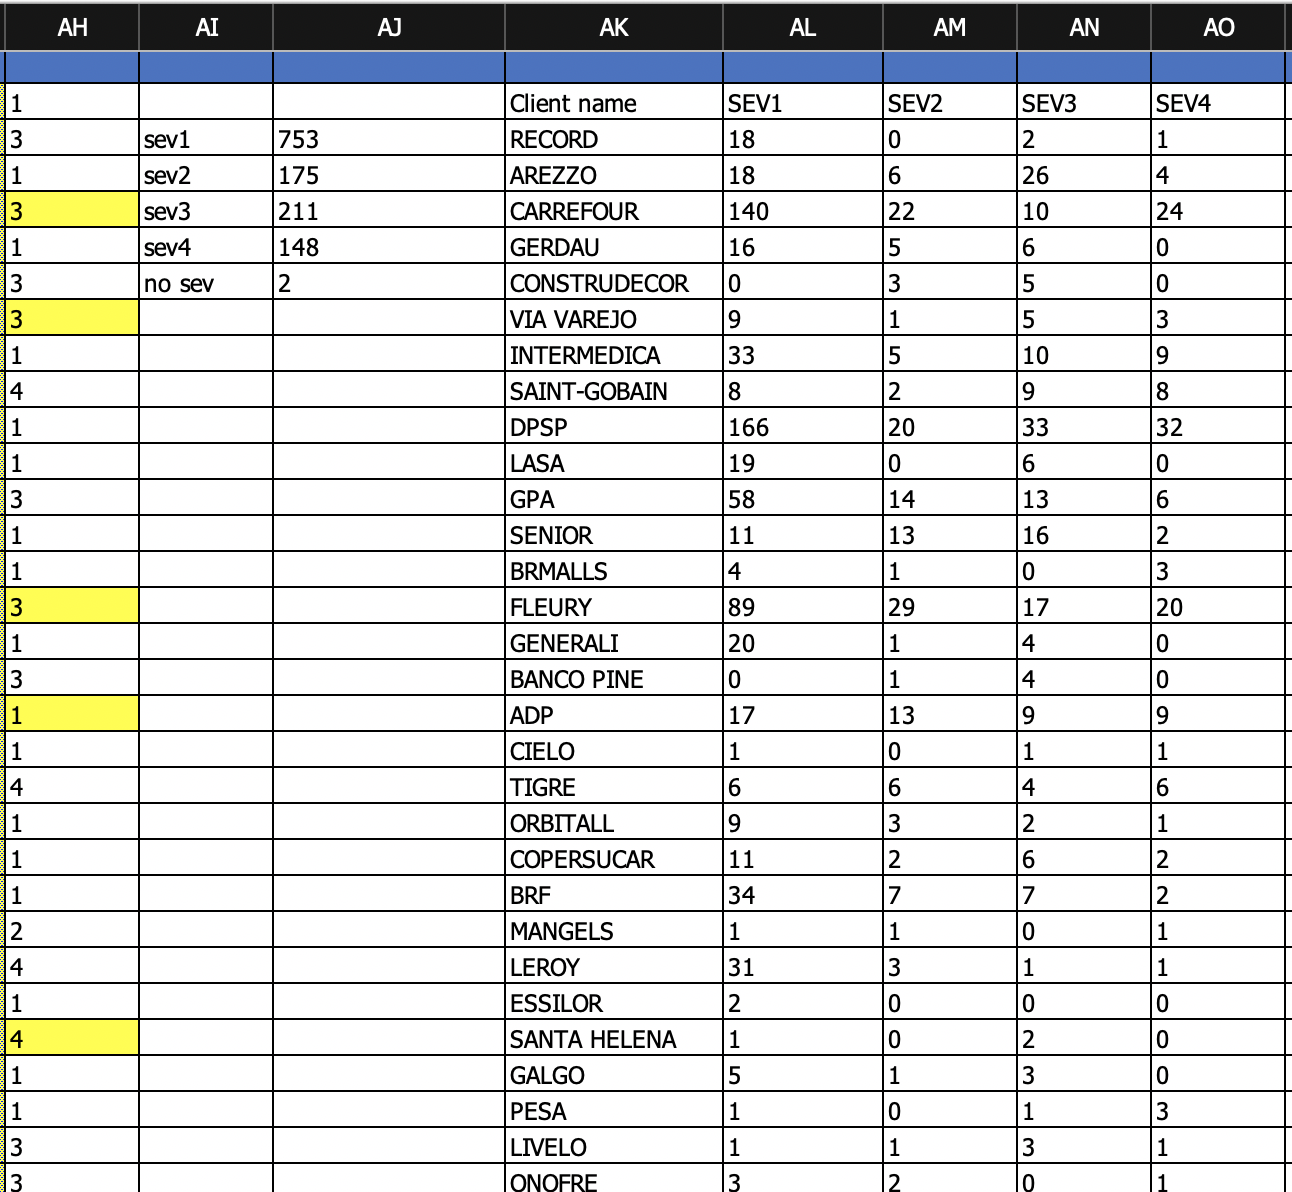 AH AI AJ AK AL AM AN AO
1 Client name SEV1 SEV2 SEV3 SEV4
3 sev1 753 RECORD 18 0 2 1
1 sev2 175 AREZZO 18 6 26 4
3 sev3 211 CARREFOUR 140 22 10 24
1 sev4 148 GERDAU 16 5 6 0
3 no sev 2 CONSTRUDECOR 0 3 5 0
3 VIA VAREJO 9 1 5 3
1 INTERMEDICA 33 5 10 9
4 SAINT-GOBAIN 8 2 9 8
1 DPSP 166 20 33 32
1 LASA 19 0 6 0
3 GPA 58 14 13 6
1 SENIOR 11 13 16 2
1 BRMALLS 4 1 0 3
3 FLEURY 89 29 17 20
1 GENERALI 20 1 4 0
3 BANCO PINE 0 1 4 0
1 ADP 17 13 9 9
1 CIELO 1 0 1 1
4 TIGRE 6 6 4 6
1 ORBITALL 9 3 2 1
1 COPERSUCAR 11 2 6 2
1 BRF 34 7 7 2
2 MANGELS 1 1 0 1
4 LEROY 31 3 1 1
1 ESSILOR 2 0 0 0
4 SANTA HELENA 1 0 2 0
1 GALGO 5 1 3 0
1 PESA 1 0 1 3
3 LIVELO 1 1 3 1
3 ONOFRE 3 2 0 1